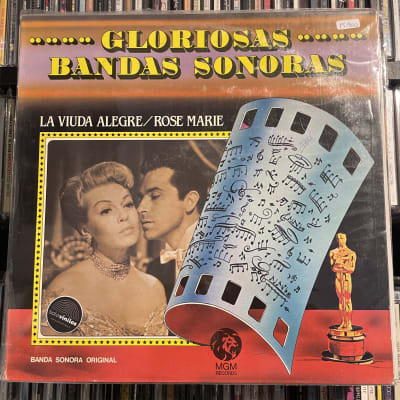 GLORIOSAS
BANDAS SONORAS
LA VIUDA ALEGRE/ROSE MARIE
BANDA SONORA ORIGINAL
MGM
RECORDS